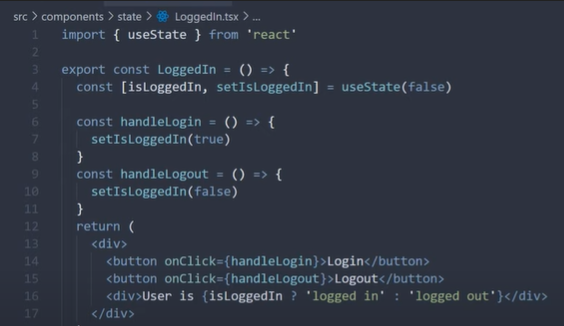 src > components > state > LoggedIn.tsx > ...
1 import { useState } from 'react'
2
3 export const LoggedIn = () => {
4   const [isLoggedIn, setIsLoggedIn] = useState(false)
5
6   const handleLogin = () => {
7     setIsLoggedIn(true)
8   }
9   const handleLogout = () => {
10     setIsLoggedIn(false)
11   }
12   return (
13     <div>
14       <button onClick={handleLogin}>Login</button>
15       <button onClick={handleLogout}>Logout</button>
16       <div>User is {isLoggedIn ? 'logged in' : 'logged out'}</div>
17     </div>